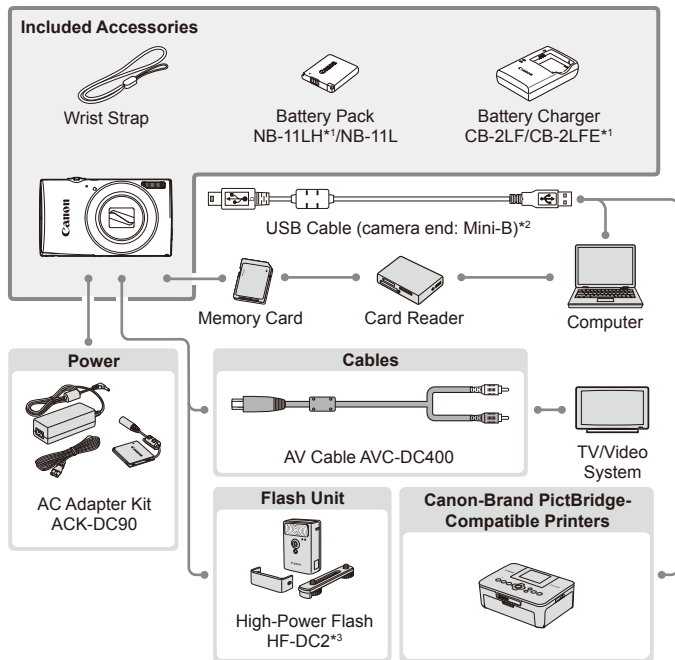 Included Accessories
Wrist Strap
Battery Pack
NB-11LH*1/NB-11L
Battery Charger
CB-2LF/CB-2LFE*1
Canon
USB Cable (camera end: Mini-B)*2
Memory Card
Card Reader
Computer
Power
AC Adapter Kit
ACK-DC90
Cables
AV Cable AVC-DC400
TV/Video
System
Flash Unit
High-Power Flash
HF-DC2*3
Canon-Brand PictBridge-
Compatible Printers